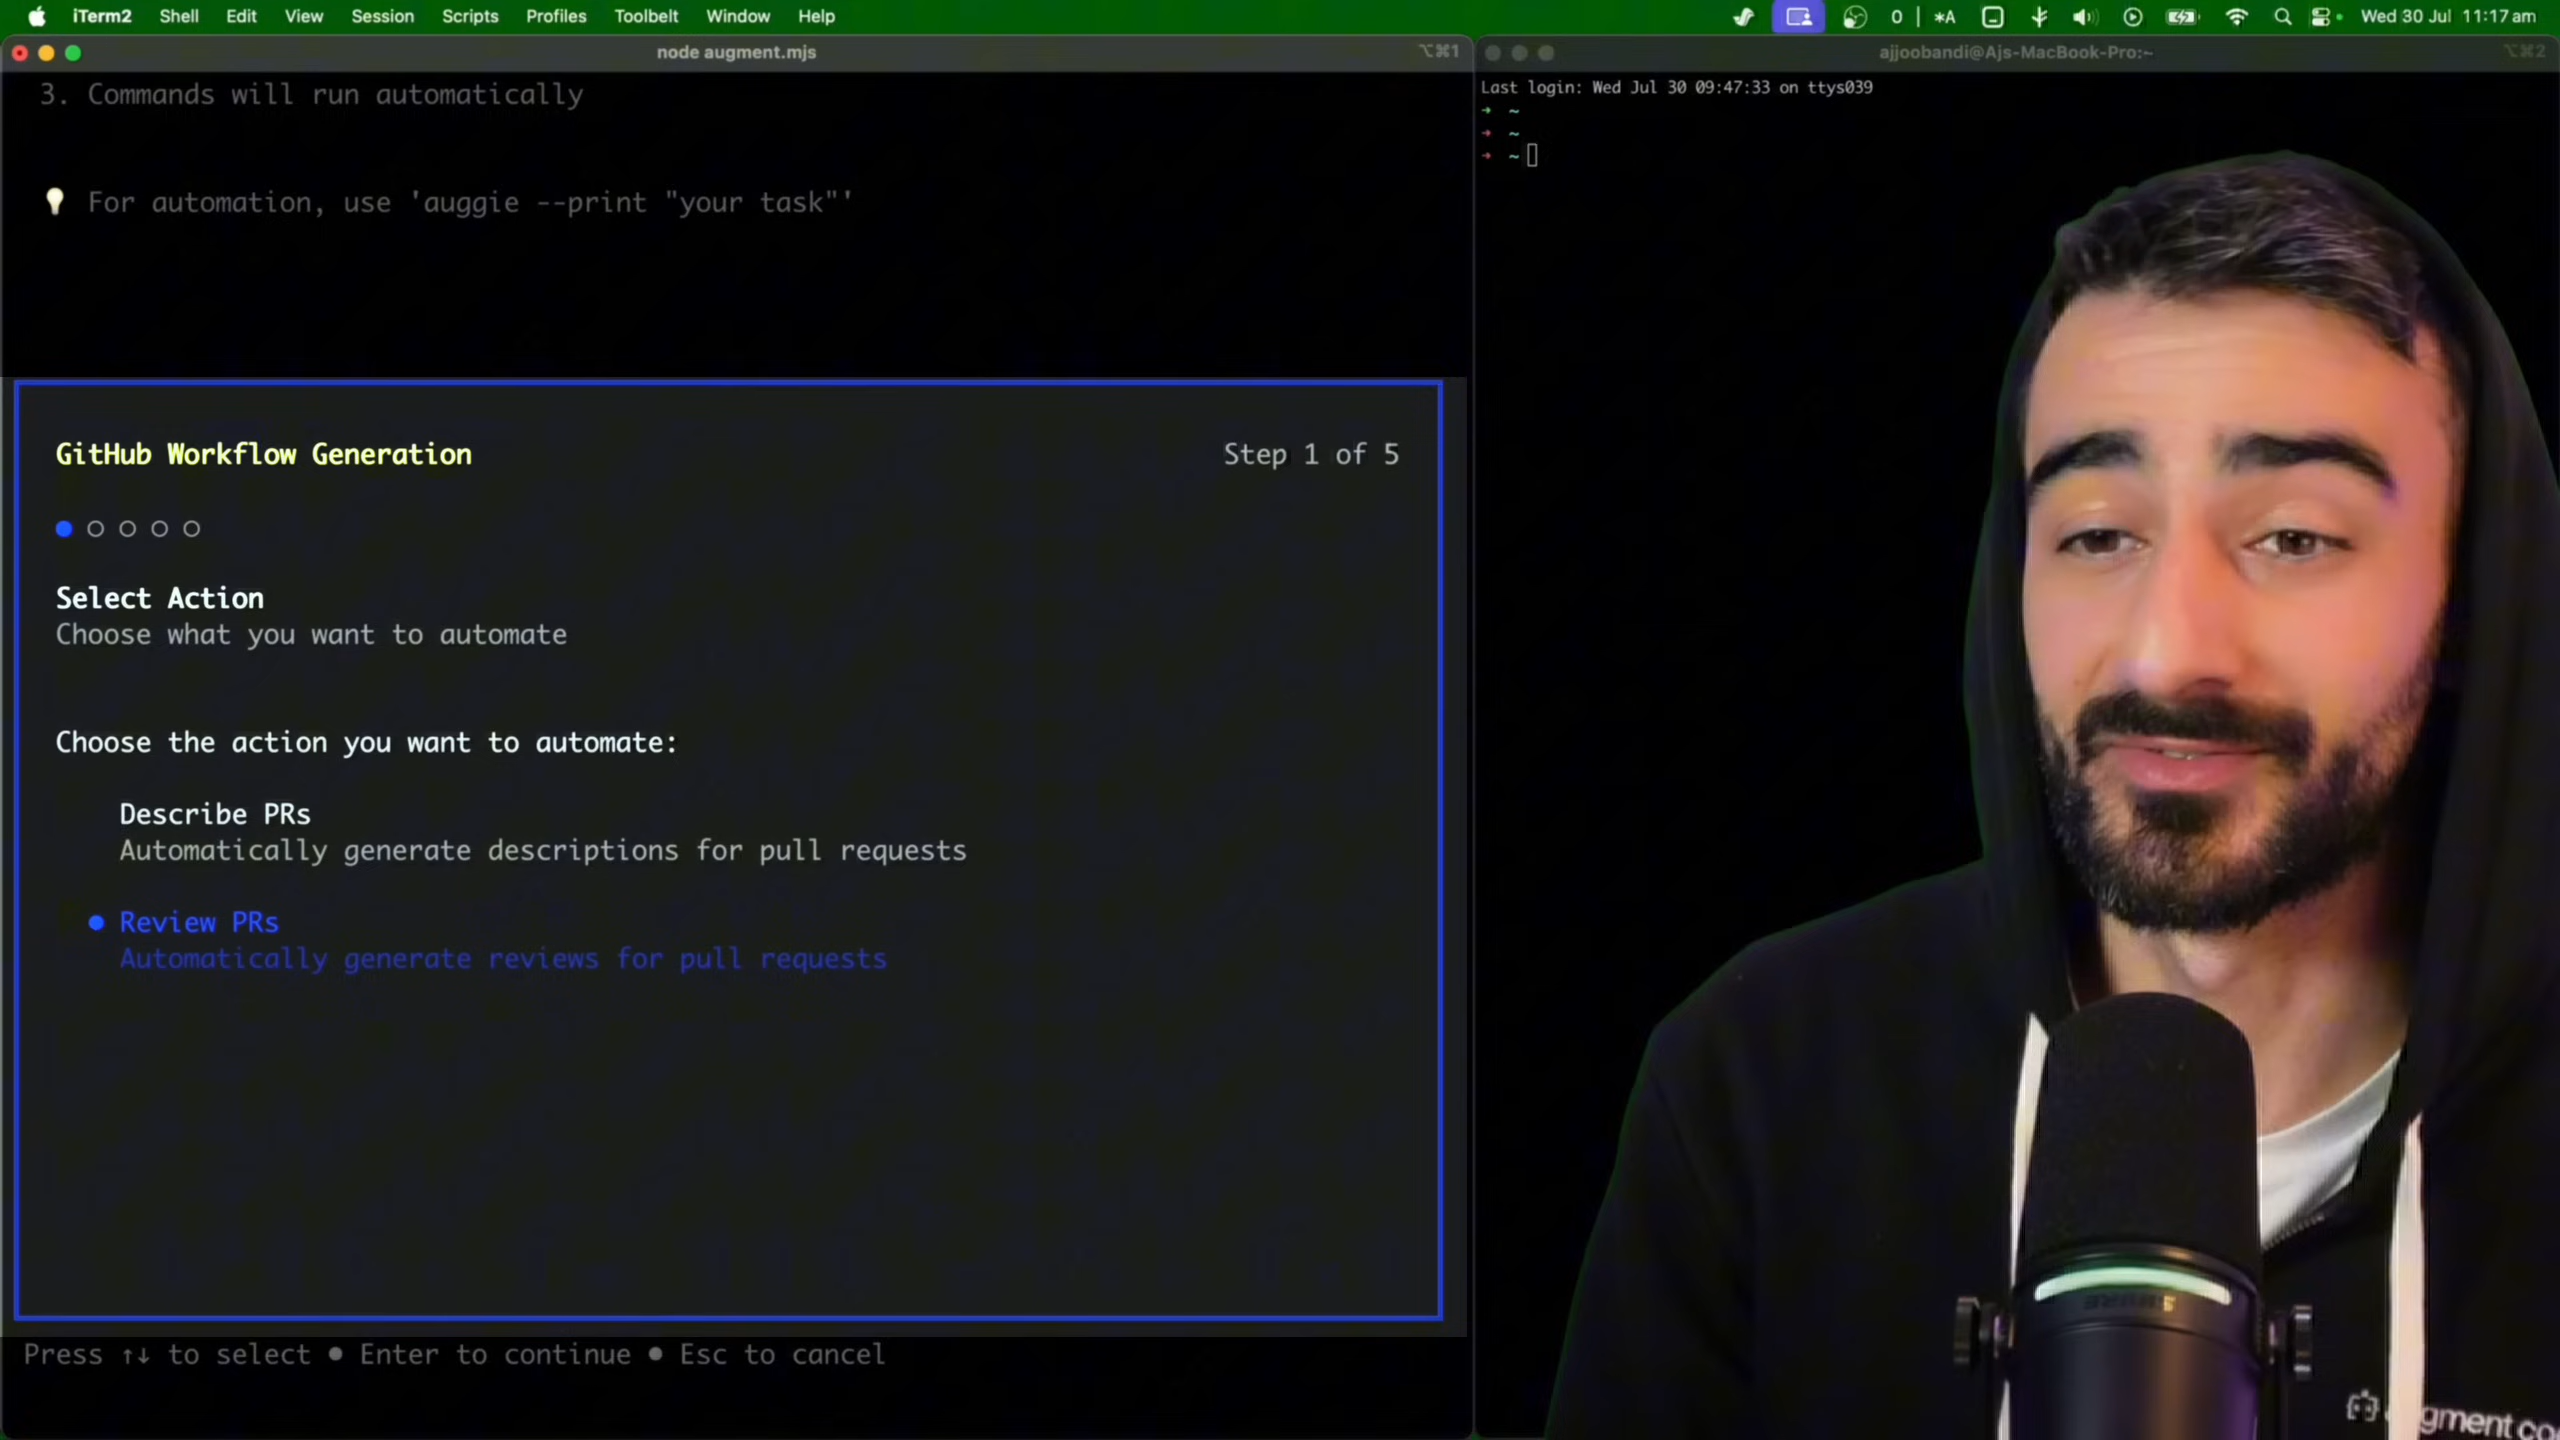 iTerm2 Shell Edit View Session Scripts Profiles Toolbelt Window Help
0
*A
Wed 30 Jul 11:17 am
node augment.mjs
⌥⌘1
3. Commands will run automatically
For automation, use 'auggie --print "your task"'
GitHub Workflow Generation
Step 1 of 5
Select Action
Choose what you want to automate
Choose the action you want to automate:
Describe PRs
Automatically generate descriptions for pull requests
Review PRs
Automatically generate reviews for pull requests
Press ↑↓ to select ● Enter to continue ● Esc to cancel
ajjoobandi@Ajs-MacBook-Pro:~
⌥⌘2
Last login: Wed Jul 30 09:47:33 on ttys039
→ ~
→ ~
→ ~